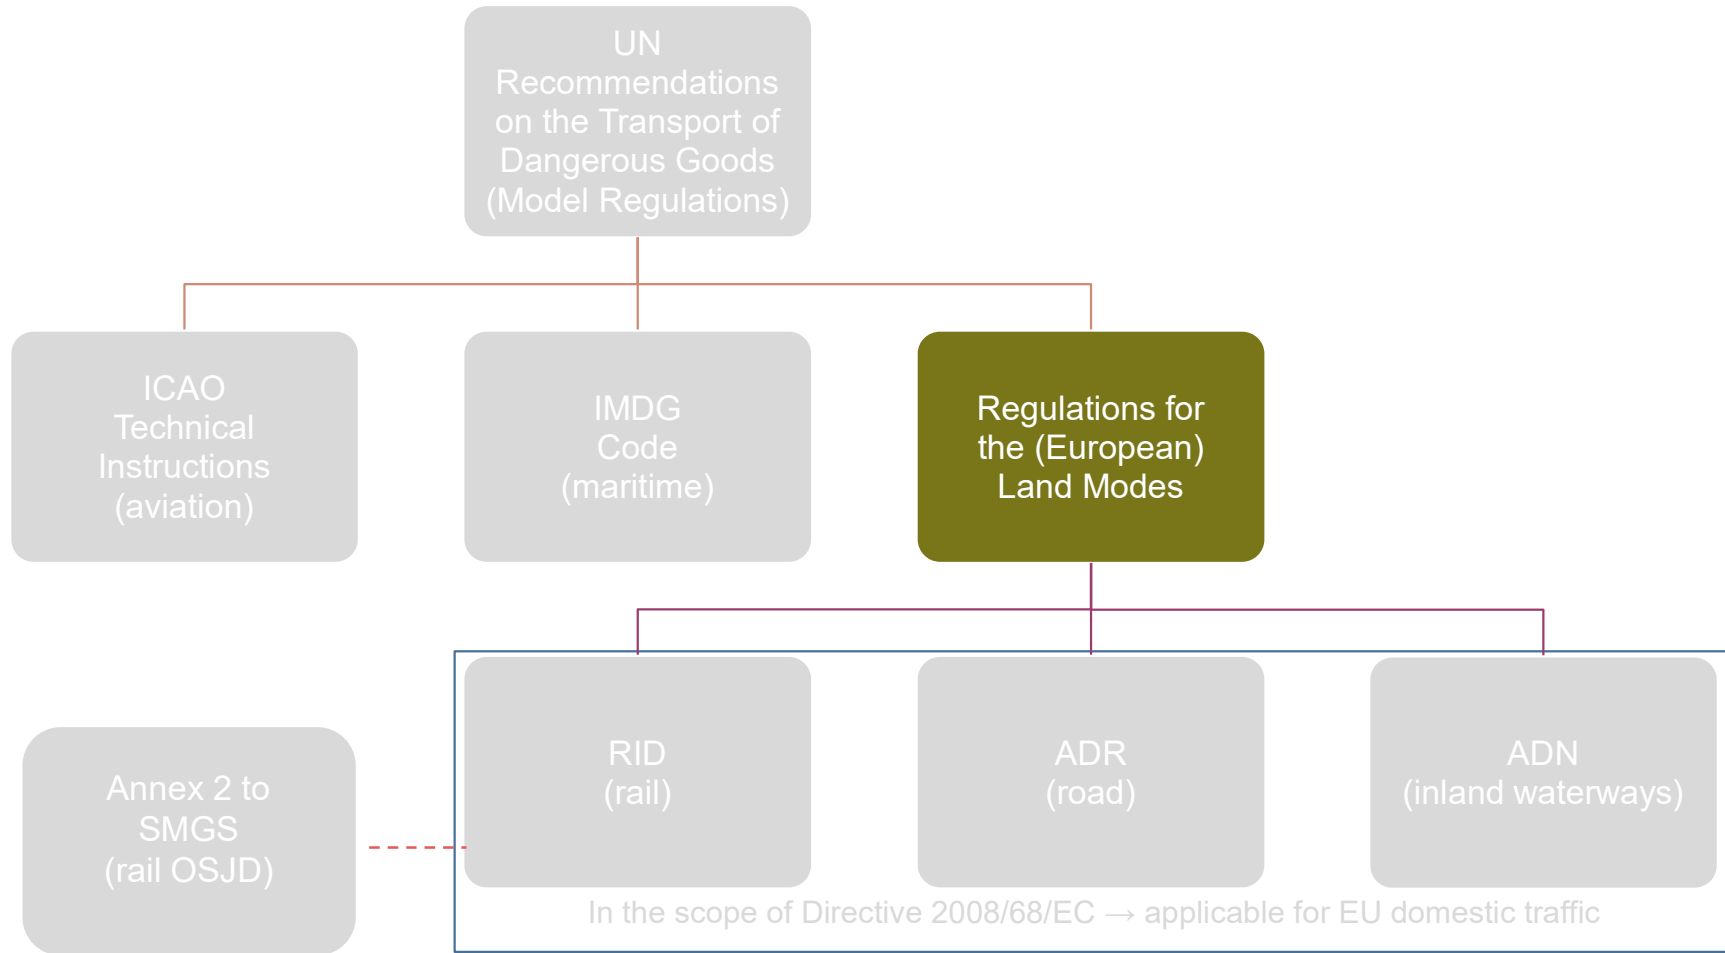 UN
Recommendations
on the Transport of
Dangerous Goods
(Model Regulations)
ICAO
Technical
Instructions
(aviation)
IMDG
Code
(maritime)
Regulations for
the (European)
Land Modes
Annex 2 to
SMGS
(rail OSJD)
RID
(rail)
ADR
(road)
ADN
(inland waterways)
In the scope of Directive 2008/68/EC → applicable for EU domestic traffic